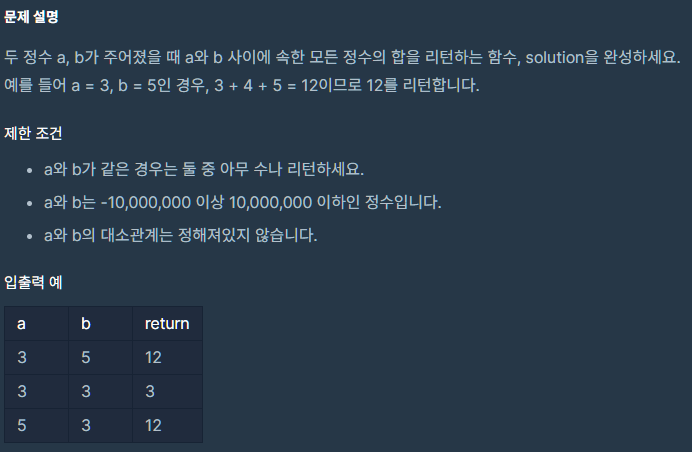 문제 설명
두 정수 a, b가 주어졌을 때 a와 b 사이에 속한 모든 정수의 합을 리턴하는 함수, solution을 완성하세요.
예를 들어 a = 3, b = 5인 경우, 3 + 4 + 5 = 12이므로 12를 리턴합니다.
제한 조건
• a와 b가 같은 경우는 둘 중 아무 수나 리턴하세요.
• a와 b는 -10,000,000 이상 10,000,000 이하인 정수입니다.
• a와 b의 대소관계는 정해져있지 않습니다.
입출력 예
a b return
3 5 12
3 3 3
5 3 12